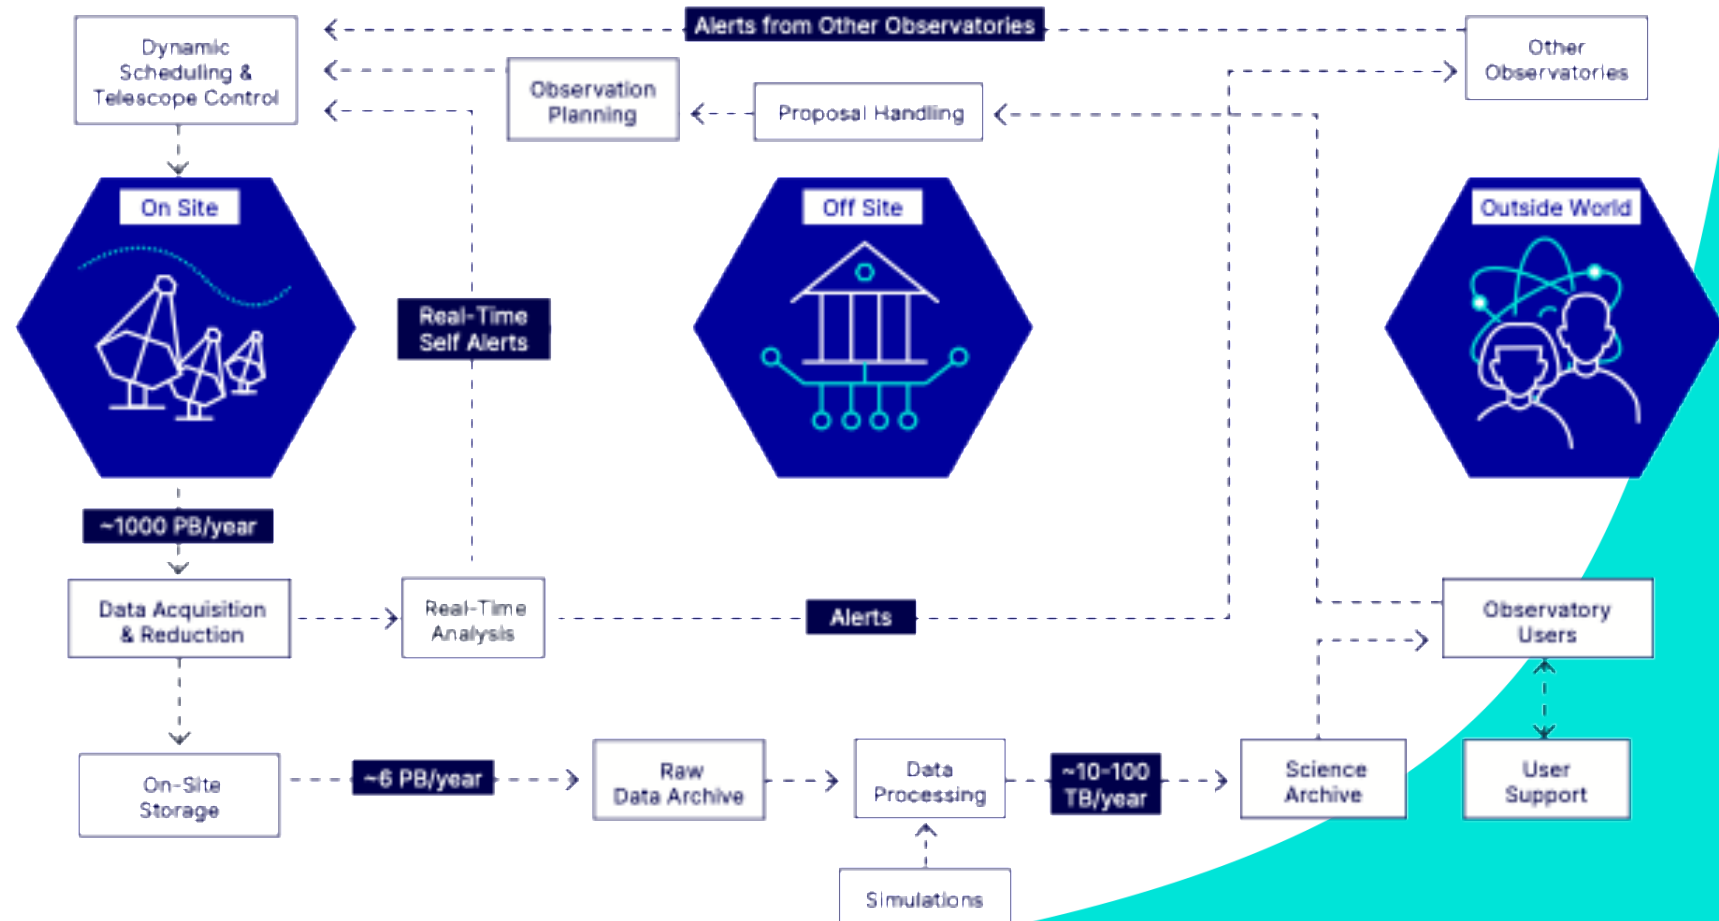 Alerts from Other Observatories
Dynamic
Scheduling &
Telescope Control
Observation
Planning
Proposal Handling
Other
Observatories
On Site
Off Site
Outside World
Real-Time
Self Alerts
~1000 PB/year
Data Acquisition
& Reduction
Real-Time
Analysis
Alerts
Observatory
Users
On-Site
Storage
~6 PB/year
Raw
Data Archive
Data
Processing
~10-100
TB/year
Science
Archive
User
Support
Simulations